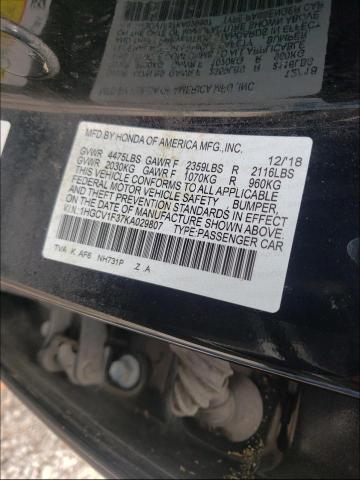 MFD. BY HONDA OF AMERICA MFG., INC. 12/18
GVWR 4475LBS GAWR F 2359LBS R 2116LBS
GVWR 2030KG GAWR F 1070KG R 960KG
THIS VEHICLE CONFORMS TO ALL APPLICABLE
FEDERAL MOTOR VEHICLE SAFETY, BUMPER,
AND THEFT PREVENTION STANDARDS IN EFFECT
ON THE DATE OF MANUFACTURE SHOWN ABOVE.
V.I.N: 1HGCV1F37KA029807 TYPE:PASSENGER CAR
TVA K AF6 NH731P Z A